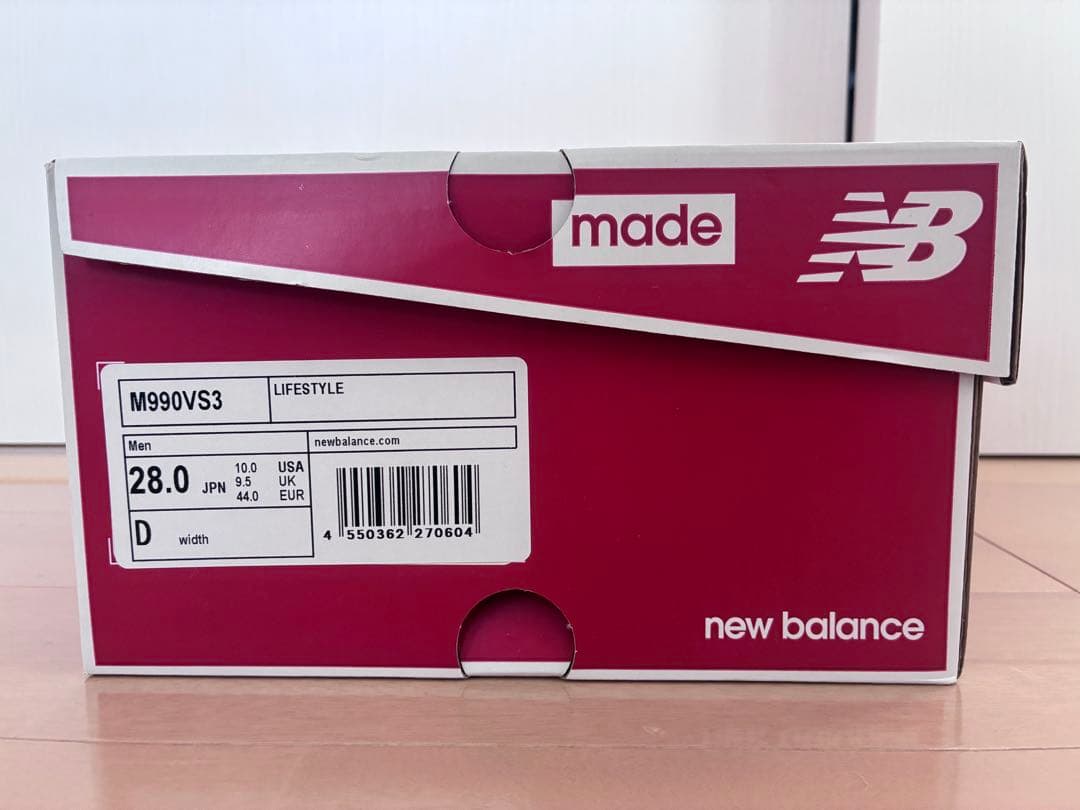 made
NB
M990VS3
LIFESTYLE
Men
newbalance.com
28.0 JPN
10.0 USA
9.5 UK
44.0 EUR
D width
4 550362 270604
new balance